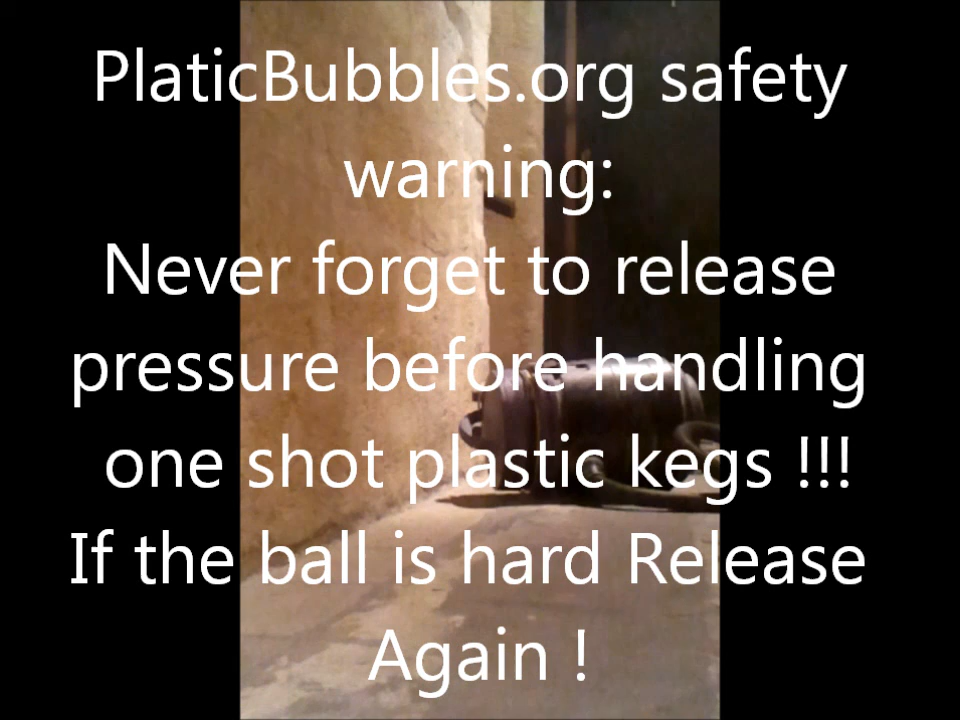 PlaticBubbles.org safety
warning:
Never forget to release
pressure before handling
one shot plastic kegs !!!
If the ball is hard Release
Again !